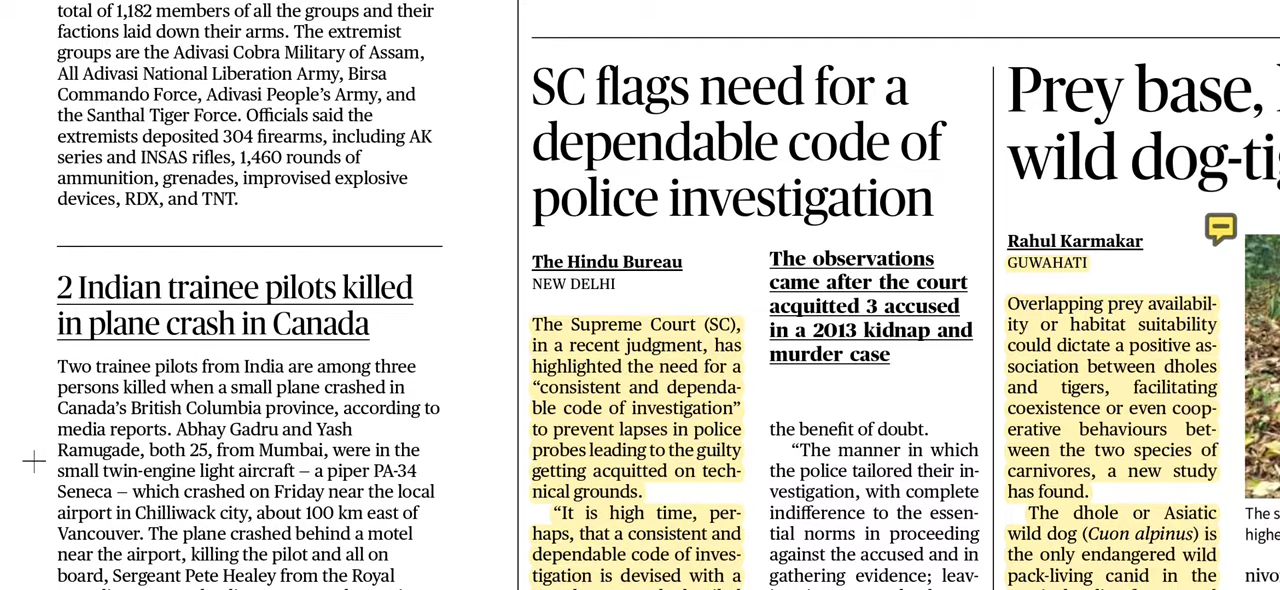 total of 1,182 members of all the groups and their
factions laid down their arms. The extremist
groups are the Adivasi Cobra Military of Assam,
All Adivasi National Liberation Army, Birsa
Commando Force, Adivasi People’s Army, and
the Santhal Tiger Force. Officials said the
extremists deposited 304 firearms, including AK
series and INSAS rifles, 1,460 rounds of
ammunition, grenades, improvised explosive
devices, RDX, and TNT.
2 Indian trainee pilots killed
in plane crash in Canada
Two trainee pilots from India are among three
persons killed when a small plane crashed in
Canada’s British Columbia province, according to
media reports. Abhay Gadru and Yash
Ramugade, both 25, from Mumbai, were in the
small twin-engine light aircraft — a piper PA-34
Seneca — which crashed on Friday near the local
airport in Chilliwack city, about 100 km east of
Vancouver. The plane crashed behind a motel
near the airport, killing the pilot and all on
board, Sergeant Pete Healey from the Royal
SC flags need for a
dependable code of
police investigation
The Hindu Bureau
NEW DELHI
The Supreme Court (SC),
in a recent judgment, has
highlighted the need for a
“consistent and dependa-
ble code of investigation”
to prevent lapses in police
probes leading to the guilty
getting acquitted on tech-
nical grounds.
“It is high time, per-
haps, that a consistent and
dependable code of inves-
tigation is devised with a
The observations
came after the court
acquitted 3 accused
in a 2013 kidnap and
murder case
the benefit of doubt.
“The manner in which
the police tailored their in-
vestigation, with complete
indifference to the essen-
tial norms in proceeding
against the accused and in
gathering evidence; leav-
Prey base,
wild dog-ti
Rahul Karmakar
GUWAHATI
Overlapping prey availabil-
ity or habitat suitability
could dictate a positive as-
sociation between dholes
and tigers, facilitating
coexistence or even coop-
erative behaviours bet-
ween the two species of
carnivores, a new study
has found.
The dhole or Asiatic
wild dog (Cuon alpinus) is
the only endangered wild
pack-living canid in the
The s
highe
nivo